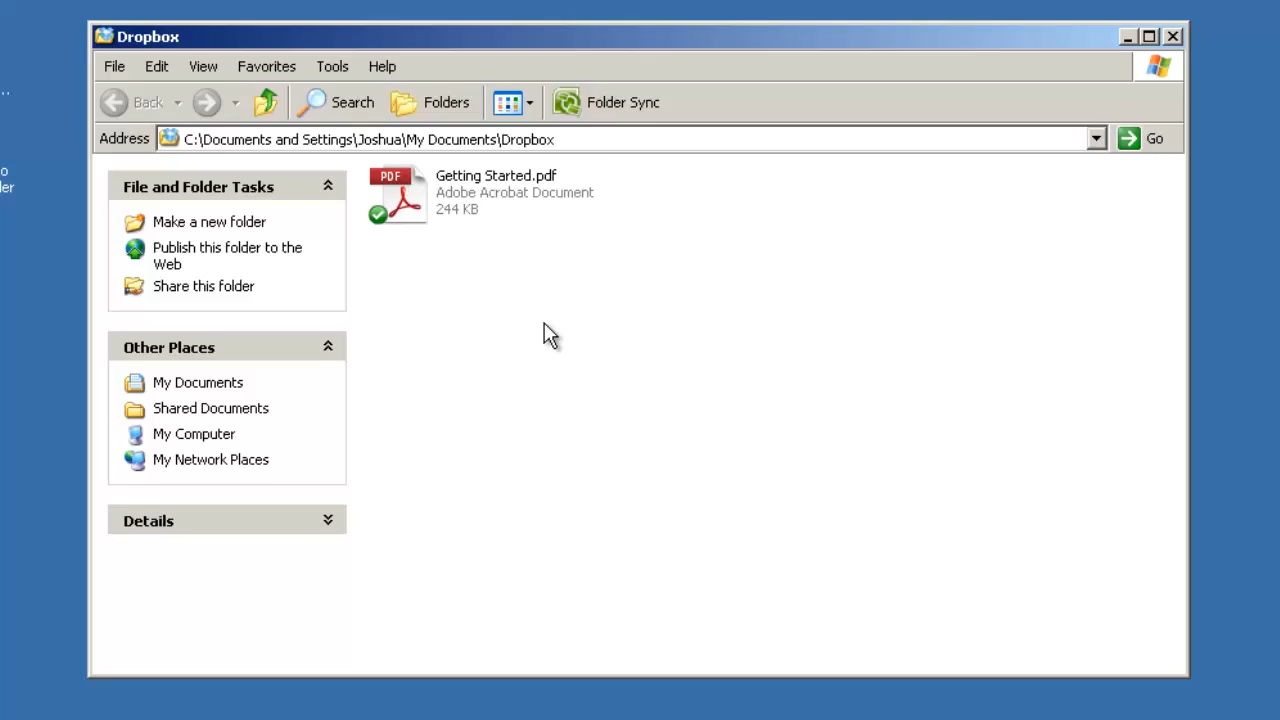 Dropbox
File Edit View Favorites Tools Help
Back Search Folders Folder Sync
Address C:\Documents and Settings\Joshua\My Documents\Dropbox Go
File and Folder Tasks
Make a new folder
Publish this folder to the
Web
Share this folder
Other Places
My Documents
Shared Documents
My Computer
My Network Places
Details
PDF
Getting Started.pdf
Adobe Acrobat Document
244 KB